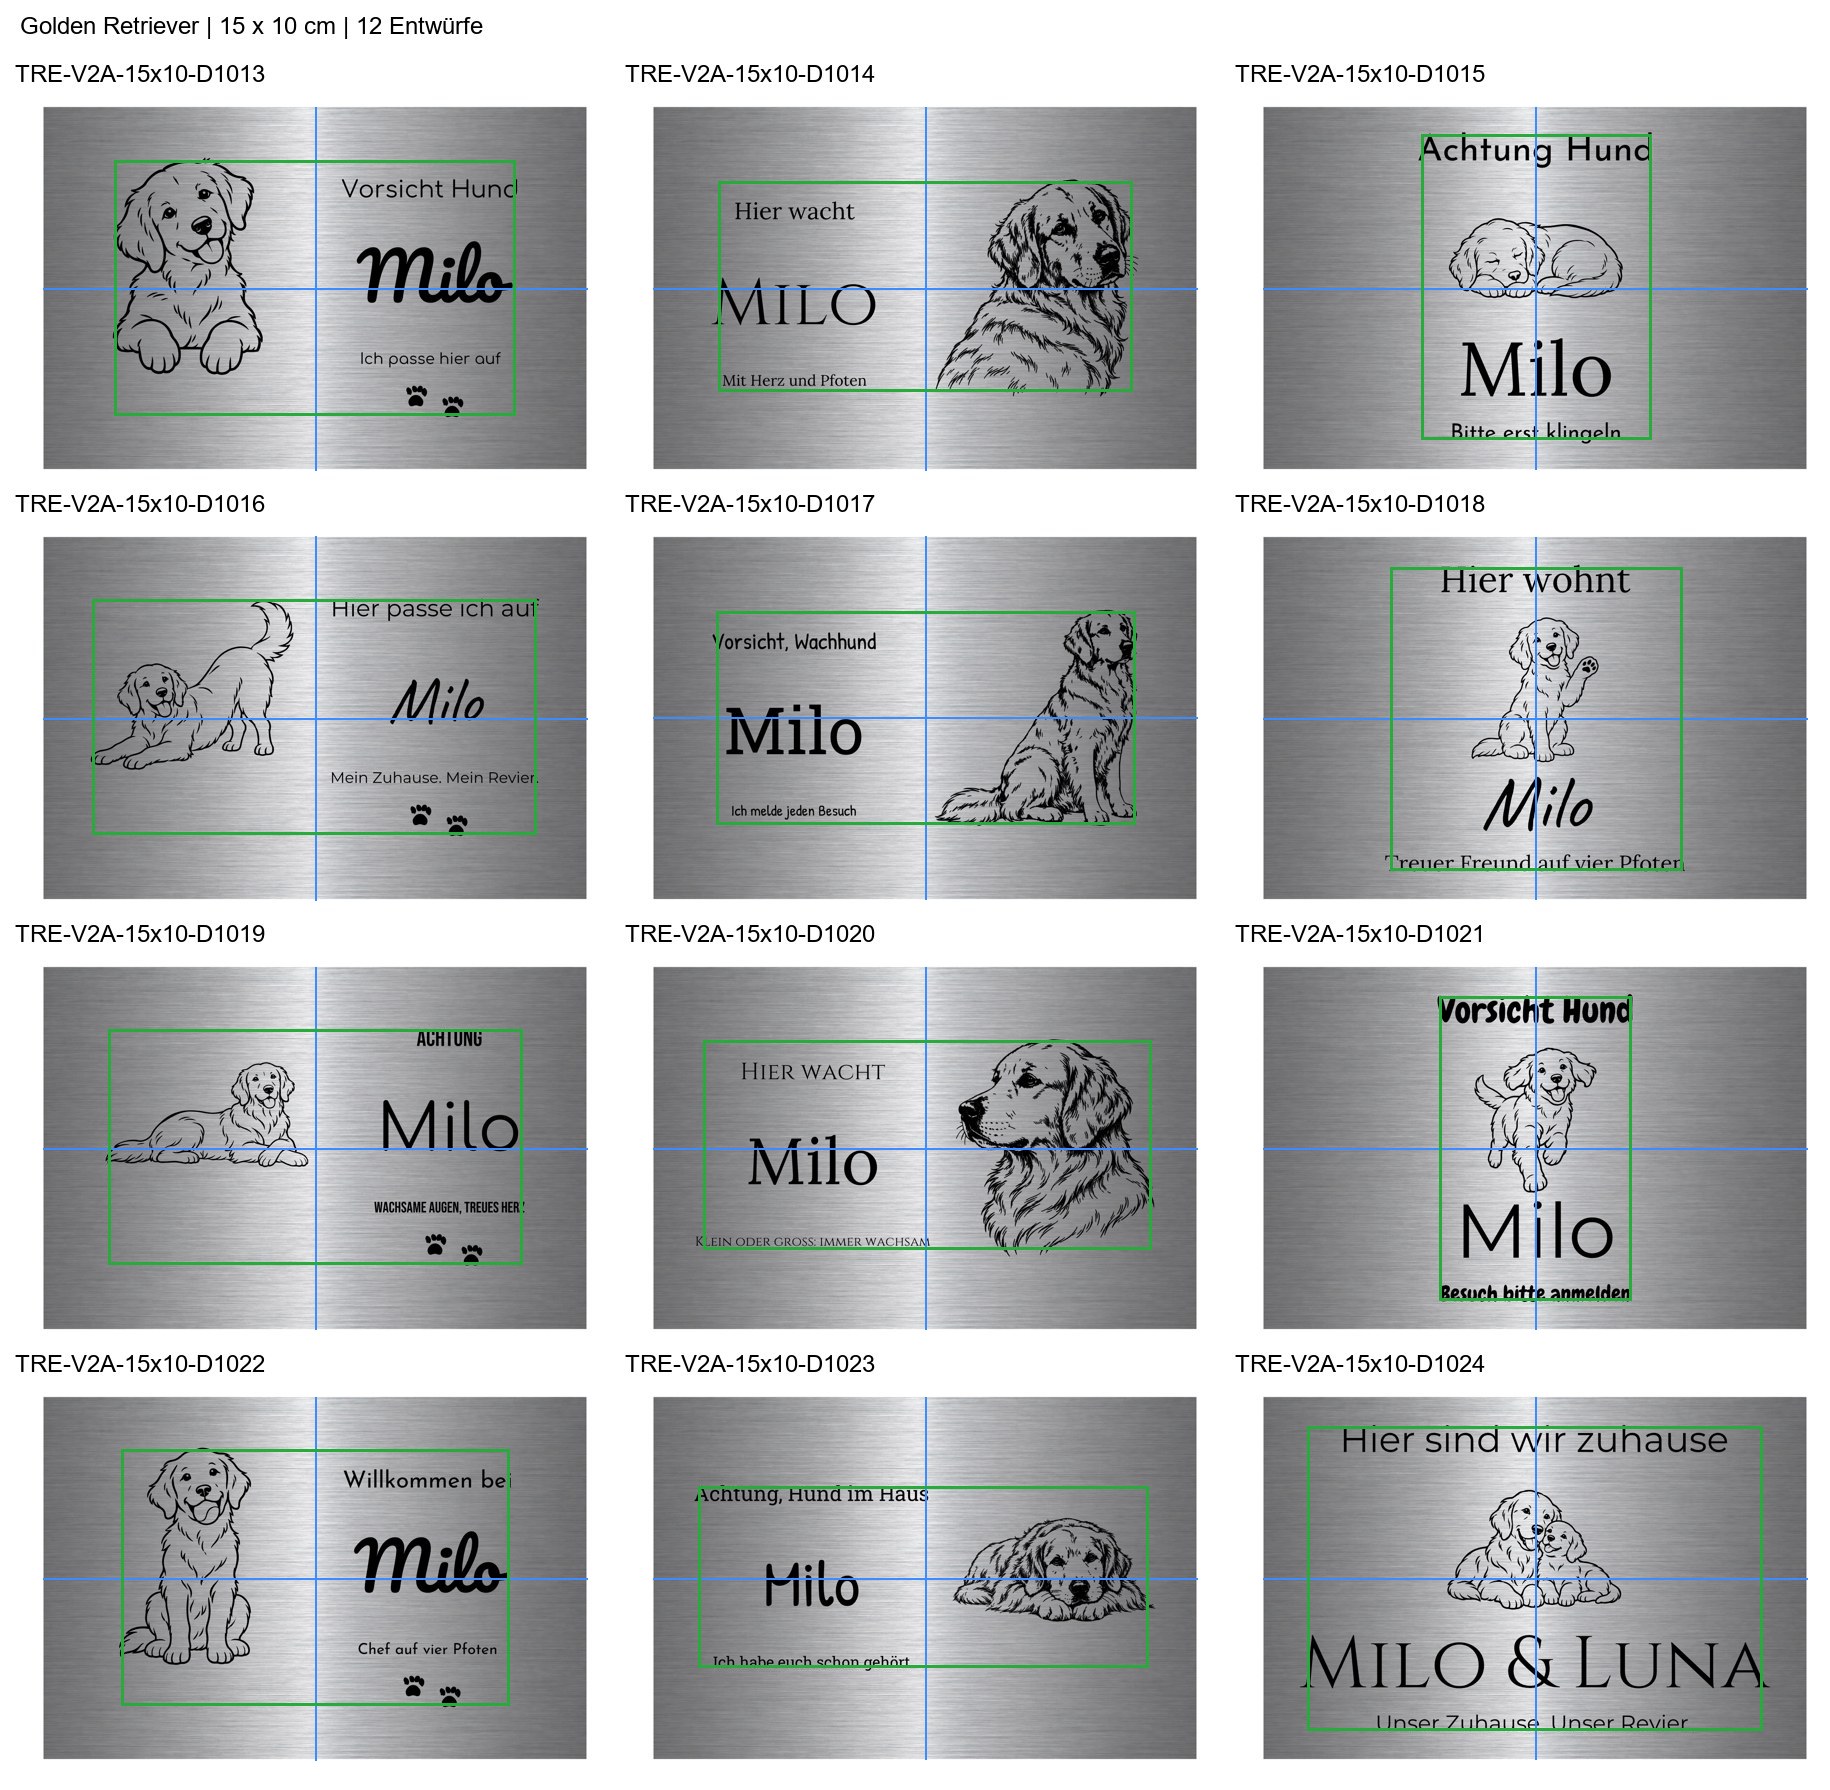 Golden Retriever | 15 x 10 cm | 12 Entwürfe
TRE-V2A-15x10-D1013
Vorsicht Hund
Milo
Ich passe hier auf
TRE-V2A-15x10-D1014
Hier wacht
MILO
Mit Herz und Pfoten
TRE-V2A-15x10-D1015
Achtung Hund
Milo
Bitte erst klingeln
TRE-V2A-15x10-D1016
Hier passe ich auf
Milo
Mein Zuhause. Mein Revier.
TRE-V2A-15x10-D1017
Vorsicht, Wachhund
Milo
Ich melde jeden Besuch
TRE-V2A-15x10-D1018
Hier wohnt
Milo
Treuer Freund auf vier Pfoten
TRE-V2A-15x10-D1019
ACHTUNG
Milo
WACHSAME AUGEN, TREUES HERZ
TRE-V2A-15x10-D1020
HIER WACHT
Milo
KLEIN ODER GROSS: IMMER WACHSAM
TRE-V2A-15x10-D1021
Vorsicht Hund
Milo
Besuch bitte anmelden
TRE-V2A-15x10-D1022
Willkommen bei
Milo
Chef auf vier Pfoten
TRE-V2A-15x10-D1023
Achtung, Hund im Haus
Milo
Ich habe euch schon gehört
TRE-V2A-15x10-D1024
Hier sind wir zuhause
MILO & LUNA
Unser Zuhause. Unser Revier.